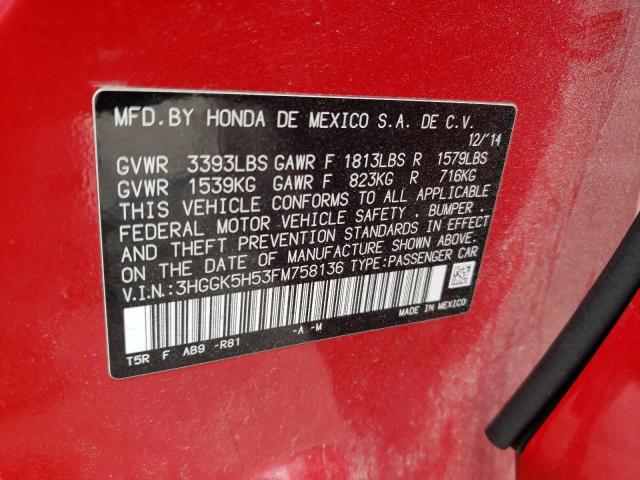 MFD. BY HONDA DE MEXICO S.A. DE C.V.
12/'14
GVWR 3393LBS GAWR F 1813LBS R 1579LBS
GVWR 1539KG GAWR F 823KG R 716KG
THIS VEHICLE CONFORMS TO ALL APPLICABLE
FEDERAL MOTOR VEHICLE SAFETY, BUMPER,
AND THEFT PREVENTION STANDARDS IN EFFECT
ON THE DATE OF MANUFACTURE SHOWN ABOVE.
V.I.N.: 3HGGK5H53FM758136 TYPE: PASSENGER CAR
MADE IN MEXICO
T5R F AB9 -R81 -A -M